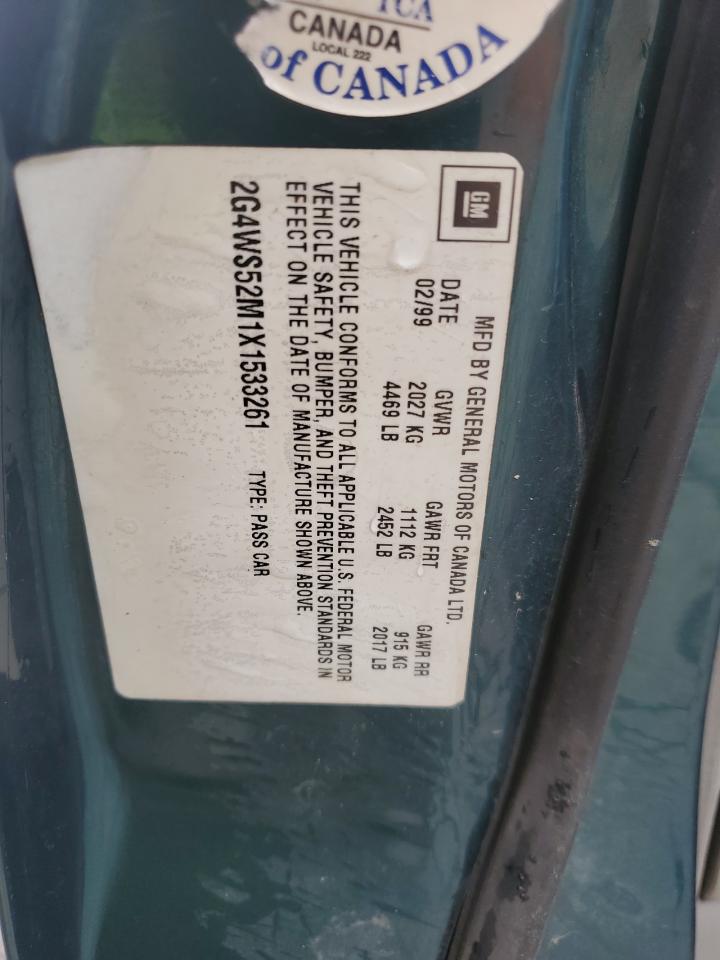 TCA
CANADA
LOCAL 222
of CANADA
GM
MFD BY GENERAL MOTORS OF CANADA LTD.
DATE GVWR GAWR FRT GAWR RR
02/99 2027 KG 1112 KG 915 KG
4469 LB 2452 LB 2017 LB
THIS VEHICLE CONFORMS TO ALL APPLICABLE U.S. FEDERAL MOTOR
VEHICLE SAFETY, BUMPER, AND THEFT PREVENTION STANDARDS IN
EFFECT ON THE DATE OF MANUFACTURE SHOWN ABOVE.
2G4WS52M1X1533261 TYPE: PASS CAR